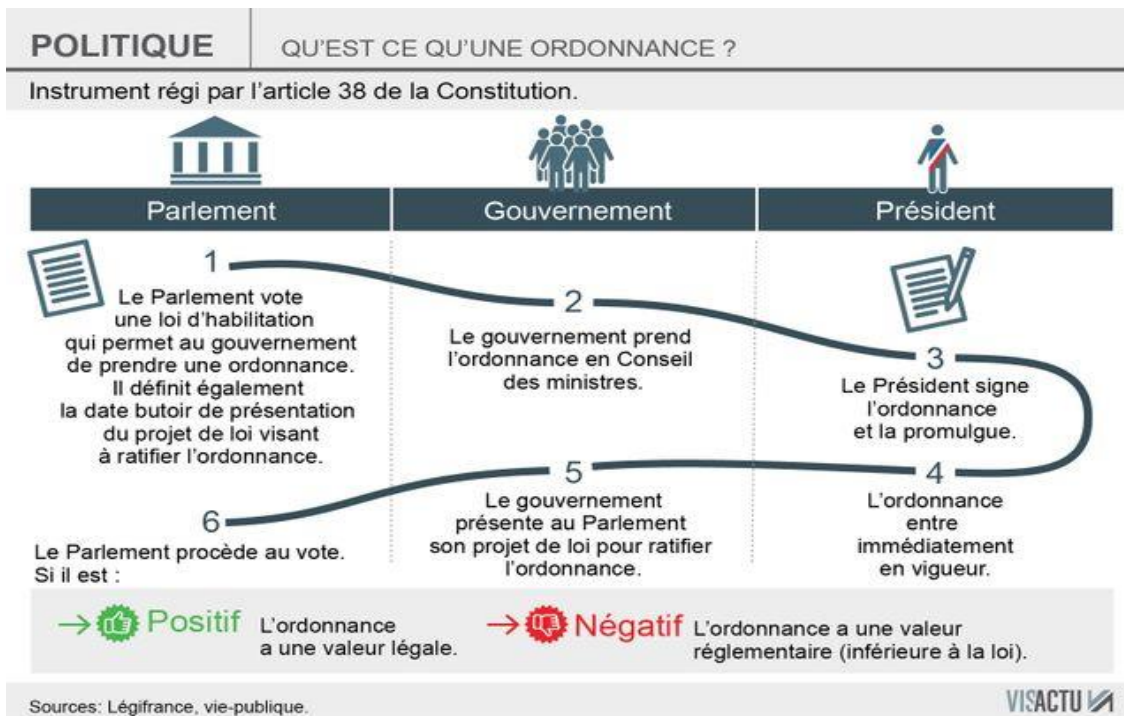 POLITIQUE
QU'EST CE QU'UNE ORDONNANCE ?
Instrument régi par l'article 38 de la Constitution.
Parlement
Gouvernement
Président
1
Le Parlement vote
une loi d'habilitation
qui permet au gouvernement
de prendre une ordonnance.
Il définit également
la date butoir de présentation
du projet de loi visant
à ratifier l'ordonnance.
2
Le gouvernement prend
l'ordonnance en Conseil
des ministres.
3
Le Président signe
l'ordonnance
et la promulgue.
4
L'ordonnance
entre
immédiatement
en vigueur.
5
Le gouvernement
présente au Parlement
son projet de loi pour ratifier
l'ordonnance.
6
Le Parlement procède au vote.
Si il est :
Positif
L'ordonnance
a une valeur légale.
Négatif
L'ordonnance a une valeur
réglementaire (inférieure à la loi).
Sources: Légifrance, vie-publique.
VISACTU